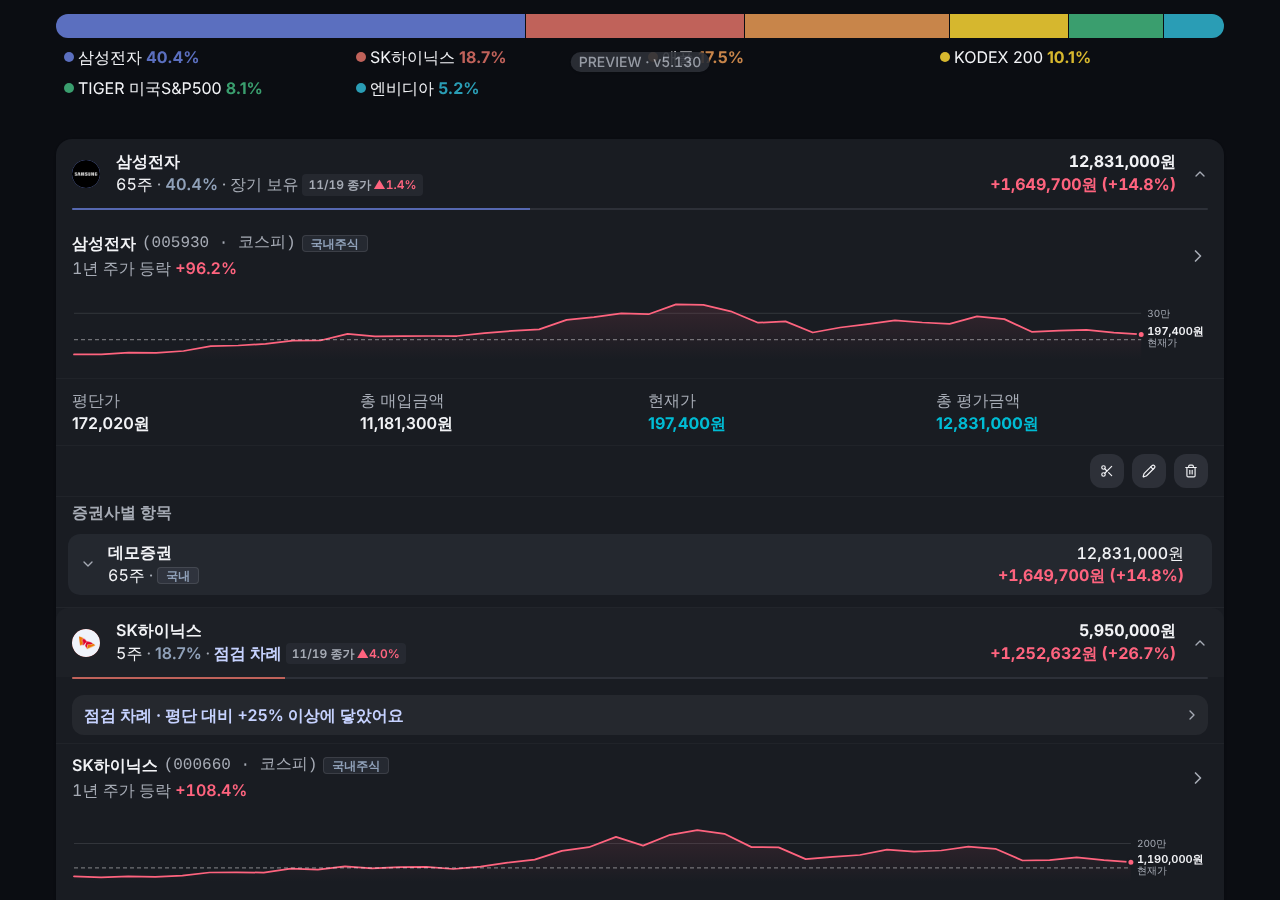 삼성전자 40.4%
SK하이닉스 18.7%
17.5%
KODEX 200 10.1%
PREVIEW · v5.130
TIGER 미국S&P500 8.1%
엔비디아 5.2%
SAMSUNG
삼성전자
12,831,000원
65주 · 40.4% · 장기 보유 11/19 종가 ▲1.4%
+1,649,700원 (+14.8%)
삼성전자 (005930 · 코스피) 국내주식
1년 주가 등락 +96.2%
30만
197,400원
현재가
평단가
총 매입금액
현재가
총 평가금액
172,020원
11,181,300원
197,400원
12,831,000원
증권사별 항목
데모증권
12,831,000원
65주 · 국내
+1,649,700원 (+14.8%)
SK하이닉스
5,950,000원
5주 · 18.7% · 점검 차례 11/19 종가 ▲4.0%
+1,252,632원 (+26.7%)
점검 차례 · 평단 대비 +25% 이상에 닿았어요
SK하이닉스 (000660 · 코스피) 국내주식
1년 주가 등락 +108.4%
200만
1,190,000원
현재가